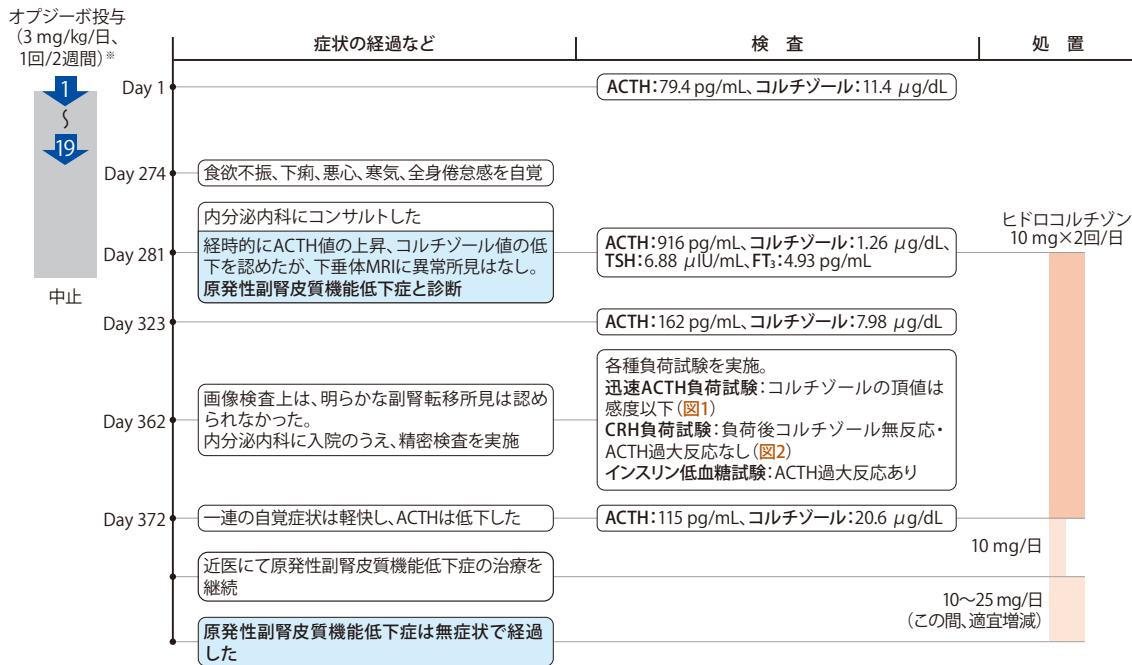 オプジーボ投与
（3 mg/kg/日、
1回/2週間）※
症状の経過など
検 査
処 置
1
〜
19
中止
Day 1
ACTH：79.4 pg/mL、コルチゾール：11.4 μg/dL
Day 274
食欲不振、下痢、悪心、寒気、全身倦怠感を自覚
Day 281
内分泌内科にコンサルトした
経時的にACTH値の上昇、コルチゾール値の低
下を認めたが、下垂体MRIに異常所見はなし。
原発性副腎皮質機能低下症と診断
ACTH：916 pg/mL、コルチゾール：1.26 μg/dL、
TSH：6.88 μIU/mL、FT₃：4.93 pg/mL
ヒドロコルチゾン
10 mg×2回/日
Day 323
ACTH：162 pg/mL、コルチゾール：7.98 μg/dL
Day 362
画像検査上は、明らかな副腎転移所見は認め
られなかった。
内分泌内科に入院のうえ、精密検査を実施
各種負荷試験を実施。
迅速ACTH負荷試験：コルチゾールの頂値は
感度以下（図1）
CRH負荷試験：負荷後コルチゾール無反応・
ACTH過大反応なし（図2）
インスリン低血糖試験：ACTH過大反応あり
Day 372
一連の自覚症状は軽快し、ACTHは低下した
ACTH：115 pg/mL、コルチゾール：20.6 μg/dL
10 mg/日
近医にて原発性副腎皮質機能低下症の治療を
継続
10〜25 mg/日
（この間、適宜増減）
原発性副腎皮質機能低下症は無症状で経過
した